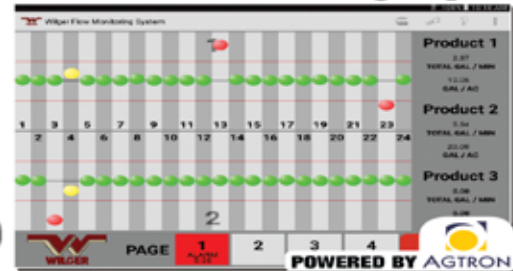 Wilger Flow Monitoring System
Product 1
TOTAL GAL / MIN
GAL / AC
Product 2
TOTAL GAL / MIN
GAL / AC
Product 3
TOTAL GAL / MIN
1
1 3 5 7 9 11 13 15 17 19 21 23
2 4 6 8 10 12 14 16 18 20 22 24
2
WILGER
PAGE
1
ALARM
2
3
4
POWERED BY AGTRON